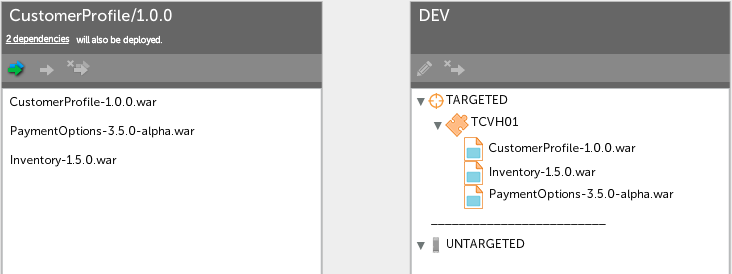 CustomerProfile/1.0.0
2 dependencies will also be deployed.
CustomerProfile-1.0.0.war
PaymentOptions-3.5.0-alpha.war
Inventory-1.5.0.war
DEV
TARGETED
TCVH01
CustomerProfile-1.0.0.war
Inventory-1.5.0.war
PaymentOptions-3.5.0-alpha.war
UNTARGETED